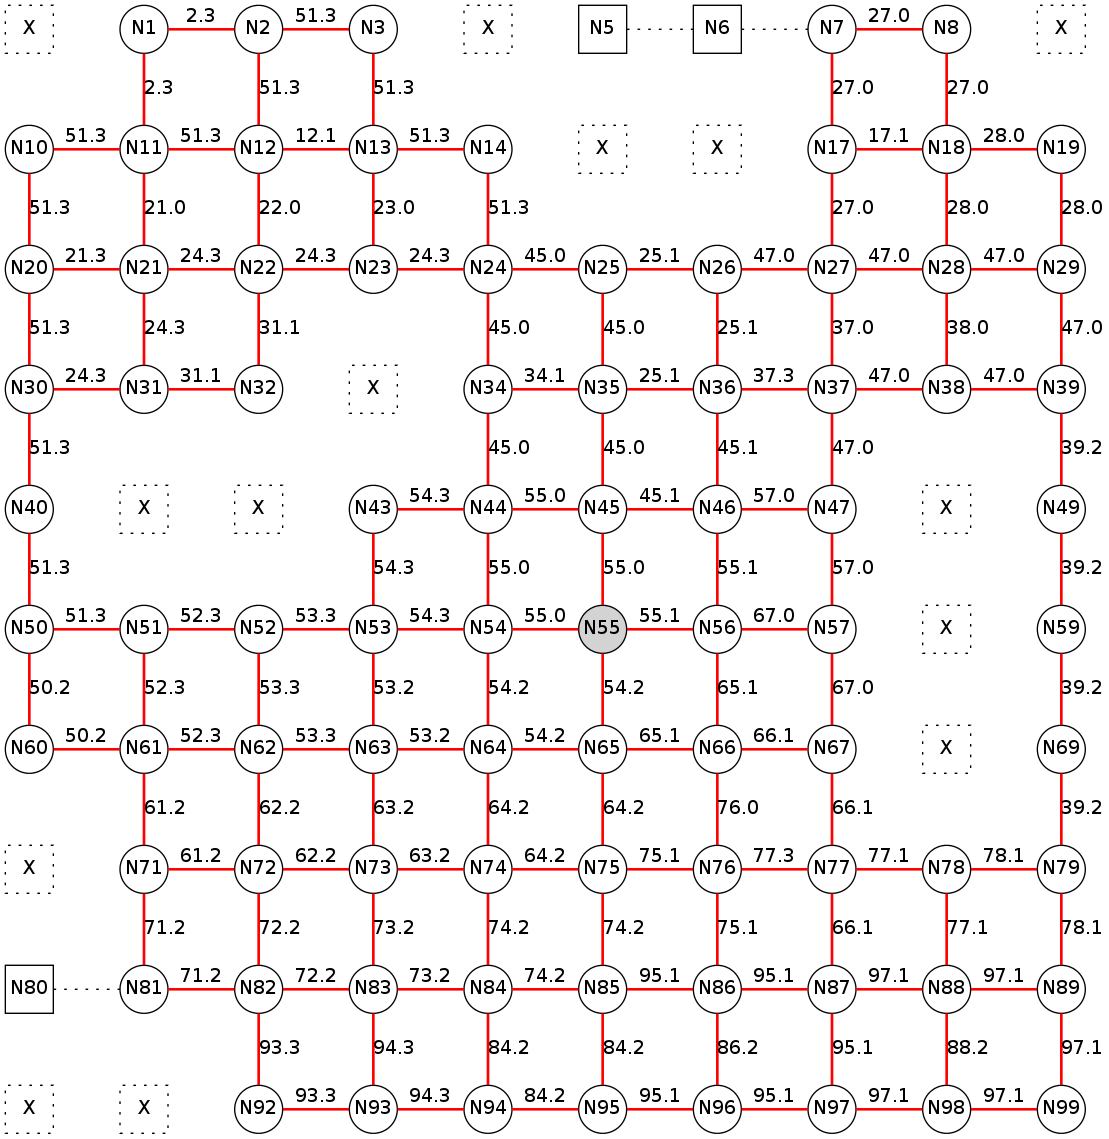 X N1 2.3 N2 51.3 N3 X N5 N6 N7 27.0 N8 X
2.3 51.3 51.3 27.0 27.0
N10 51.3 N11 51.3 N12 12.1 N13 51.3 N14 X X N17 17.1 N18 28.0 N19
51.3 21.0 22.0 23.0 51.3 27.0 28.0 28.0
N20 21.3 N21 24.3 N22 24.3 N23 24.3 N24 45.0 N25 25.1 N26 47.0 N27 47.0 N28 47.0 N29
51.3 24.3 31.1 45.0 45.0 25.1 37.0 38.0 47.0
N30 24.3 N31 31.1 N32 X N34 34.1 N35 25.1 N36 37.3 N37 47.0 N38 47.0 N39
51.3 45.0 45.0 45.1 47.0 39.2
N40 X X N43 54.3 N44 55.0 N45 45.1 N46 57.0 N47 X N49
51.3 54.3 55.0 55.0 55.1 57.0 39.2
N50 51.3 N51 52.3 N52 53.3 N53 54.3 N54 55.0 N55 55.1 N56 67.0 N57 X N59
50.2 52.3 53.3 53.2 54.2 54.2 65.1 67.0 39.2
N60 50.2 N61 52.3 N62 53.3 N63 53.2 N64 54.2 N65 65.1 N66 66.1 N67 X N69
61.2 62.2 63.2 64.2 64.2 76.0 66.1 39.2
X N71 61.2 N72 62.2 N73 63.2 N74 64.2 N75 75.1 N76 77.3 N77 77.1 N78 78.1 N79
71.2 72.2 73.2 74.2 74.2 75.1 66.1 77.1 78.1
N80 N81 71.2 N82 72.2 N83 73.2 N84 74.2 N85 95.1 N86 95.1 N87 97.1 N88 97.1 N89
93.3 94.3 84.2 84.2 86.2 95.1 88.2 97.1
X X N92 93.3 N93 94.3 N94 84.2 N95 95.1 N96 95.1 N97 97.1 N98 97.1 N99